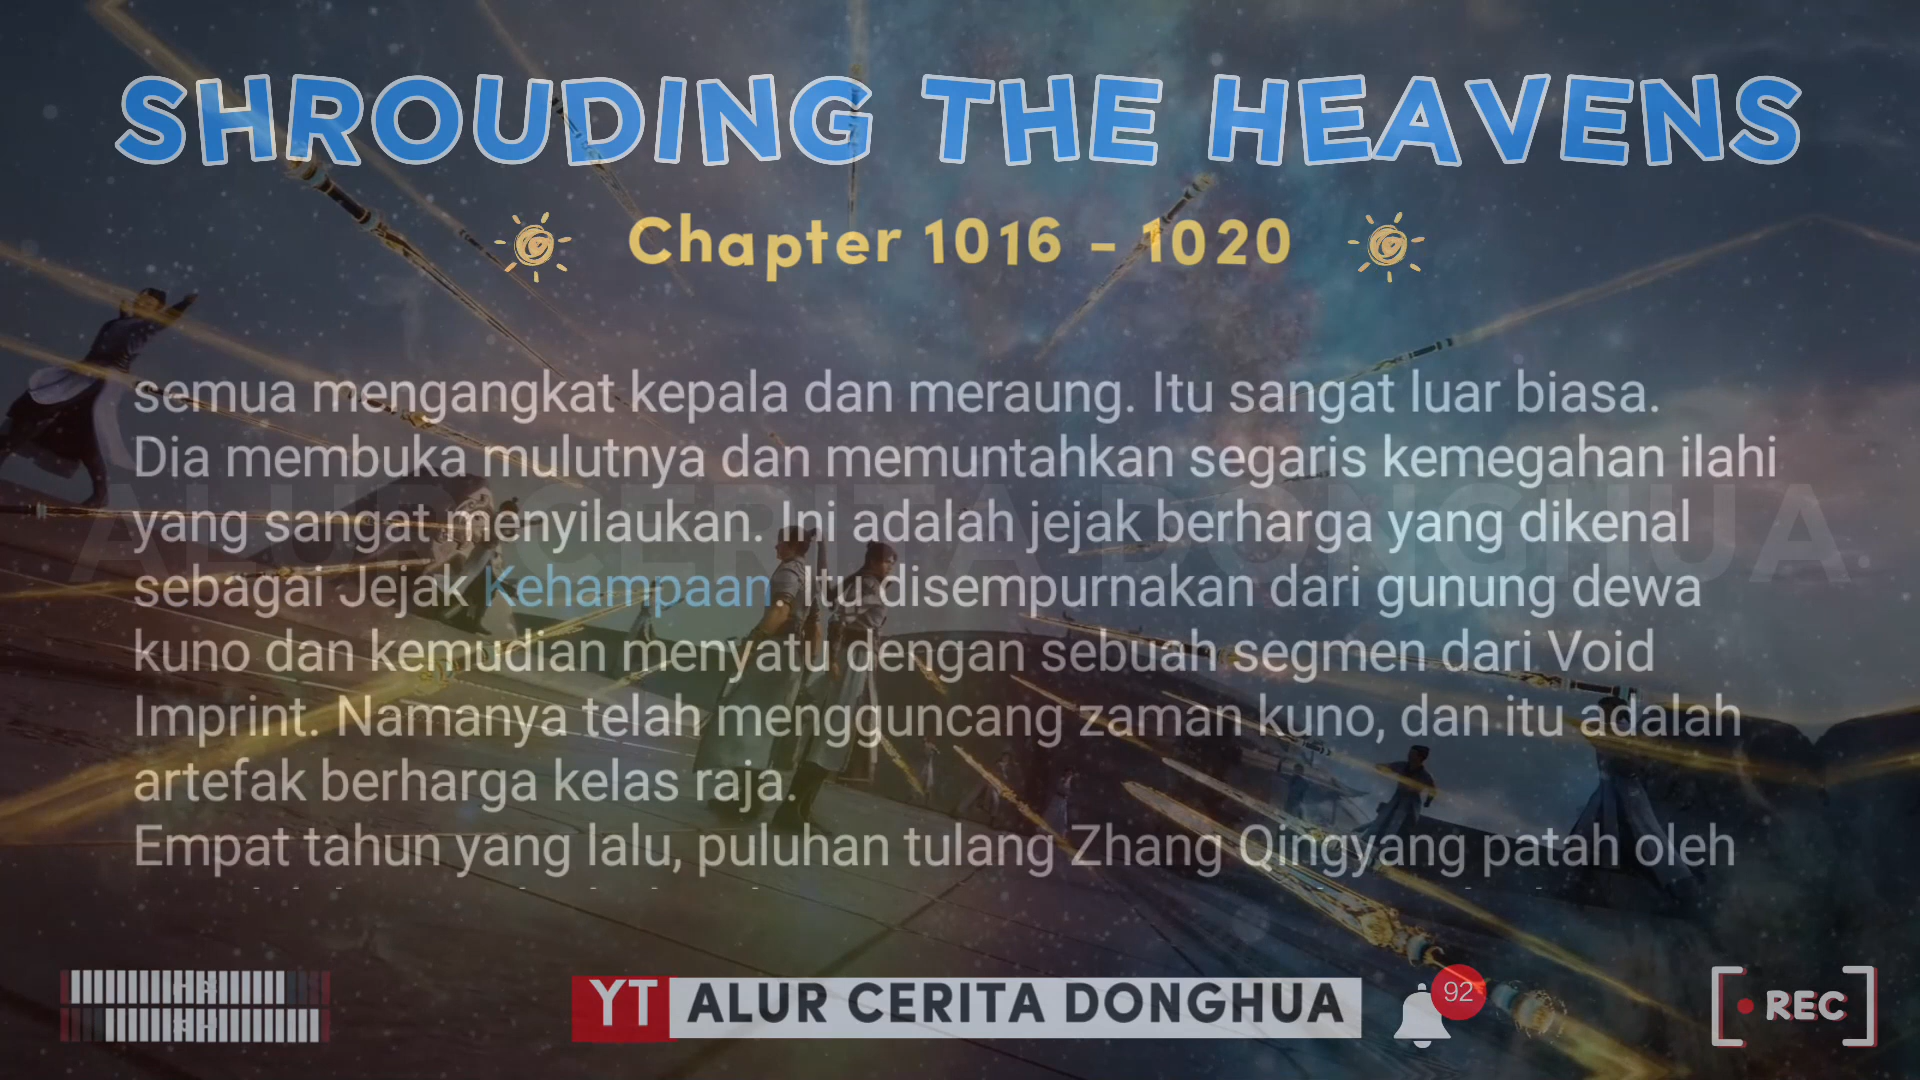 SHROUDING THE HEAVENS
Chapter 1016 - 1020
semua mengangkat kepala dan meraung. Itu sangat luar biasa.
Dia membuka mulutnya dan memuntahkan segaris kemegahan ilahi
yang sangat menyilaukan. Ini adalah jejak berharga yang dikenal
sebagai Jejak Kehampaan. Itu disempurnakan dari gunung dewa
kuno dan kemudian menyatu dengan sebuah segmen dari Void
Imprint. Namanya telah mengguncang zaman kuno, dan itu adalah
artefak berharga kelas raja.
Empat tahun yang lalu, puluhan tulang Zhang Qingyang patah oleh
ALUR CERITA DONGHUA
YT ALUR CERITA DONGHUA
92
REC